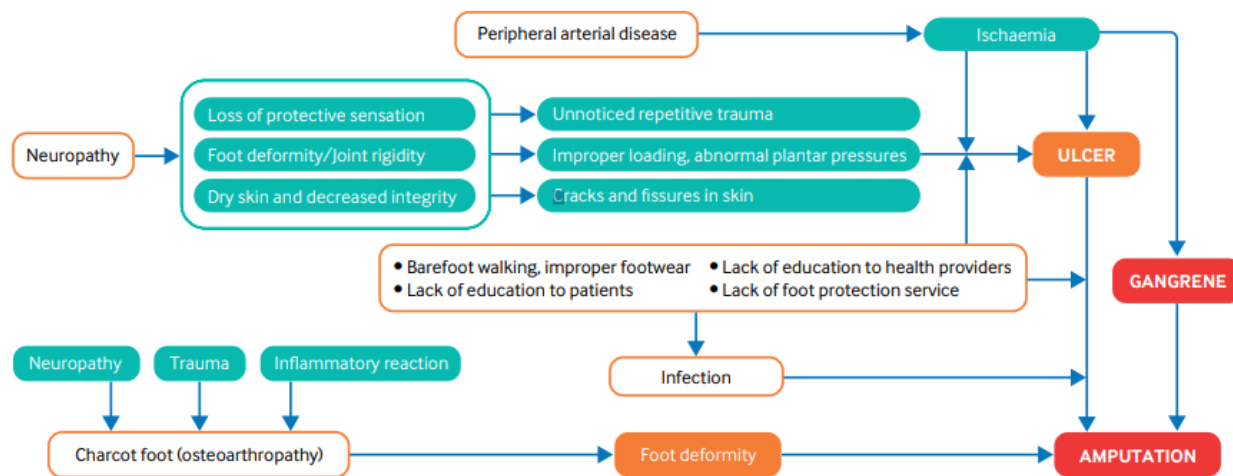 Peripheral arterial disease
Ischaemia
Loss of protective sensation
Unnoticed repetitive trauma
Neuropathy
Foot deformity/Joint rigidity
Improper loading, abnormal plantar pressures
ULCER
Dry skin and decreased integrity
Cracks and fissures in skin
• Barefoot walking, improper footwear
• Lack of education to health providers
• Lack of education to patients
• Lack of foot protection service
GANGRENE
Neuropathy
Trauma
Inflammatory reaction
Infection
Charcot foot (osteoarthropathy)
Foot deformity
AMPUTATION